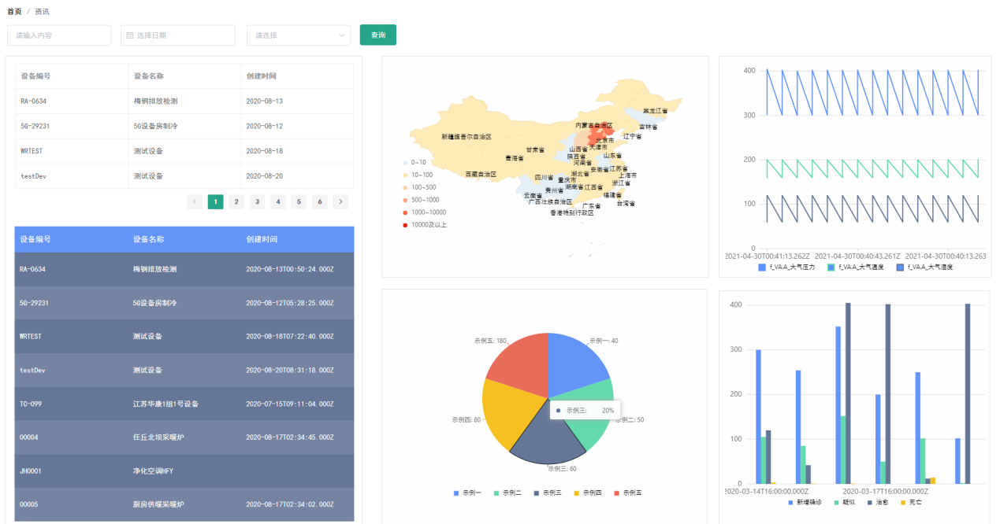 首页 / 资讯
请输入内容 选择日期 请选择 查询
设备编号 设备名称 创建时间
RA-0634 梅钢排放检测 2020-08-13
5G-29231 5G设备房制冷 2020-08-12
WRTEST 测试设备 2020-08-18
testDev 测试设备 2020-08-20
< 1 2 3 4 5 6 >
设备编号 设备名称 创建时间
RA-0634 梅钢排放检测 2020-08-13T00:50:24.000Z
5G-29231 5G设备房制冷 2020-08-12T05:28:25.000Z
WRTEST 测试设备 2020-08-18T07:22:40.000Z
testDev 测试设备 2020-08-20T08:31:18.000Z
TC-099 江苏华康1组1号设备 2020-07-15T09:11:04.000Z
00004 任丘北坝采暖炉 2020-08-17T02:34:45.000Z
JH0001 净化空调HFY
00005 厨房供暖采暖炉 2020-08-17T02:34:02.000Z
黑龙江省
内蒙古自治区
吉林省
新疆维吾尔自治区
辽宁省
北京市
天津市
甘肃省
山西省
陕西省
山东省
青海省
河南省
西藏自治区
四川省
湖北省
安徽省
江苏省
上海市
重庆市
浙江省
贵州省
湖南省
江西省
云南省
福建省
广西壮族自治区
广东省
台湾省
香港特别行政区
0~10
10~100
100~500
500~1000
1000~10000
10000及以上
400
300
200
100
0
2021-04-30T00:41:13.262Z 2021-04-30T00:40:43.261Z 2021-04-30T00:40:13.263
f_VAA_大气压力 f_VAA_大气温度 f_VAA_大气湿度
示例五: 180 示例一: 40
示例三: 20%
示例四: 80 示例二: 50
示例三: 60
示例一 示例二 示例三 示例四 示例五
400
300
200
100
0
2020-03-14T16:00:00.000Z 2020-03-17T16:00:00.000Z
新增确诊 疑似 治愈 死亡